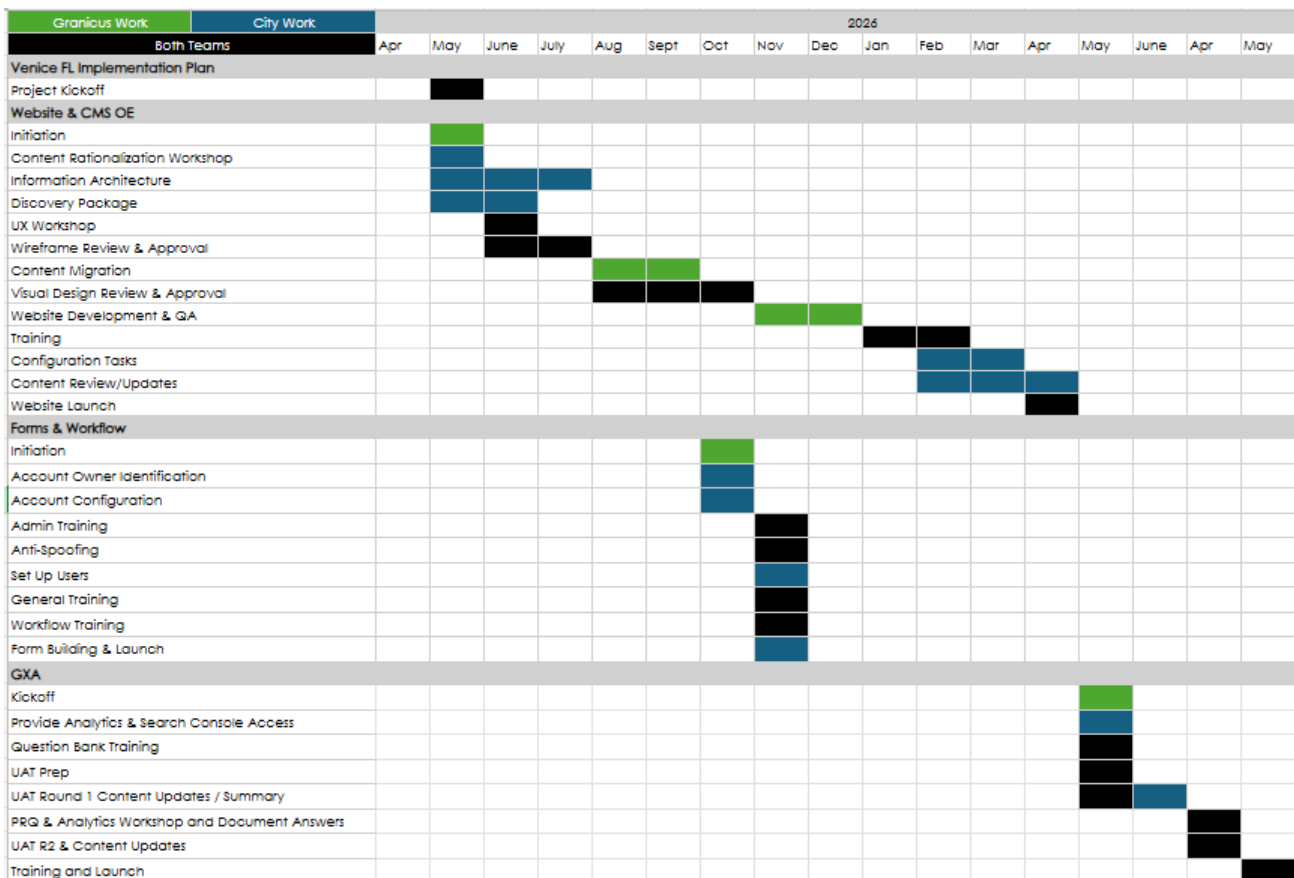 Granicus Work City Work 2026
Both Teams Apr May June July Aug Sept Oct Nov Dec Jan Feb Mar Apr May June Apr May
Venice FL Implementation Plan
Project Kickoff
Website & CMS OE
Initiation
Content Rationalization Workshop
Information Architecture
Discovery Package
UX Workshop
Wireframe Review & Approval
Content Migration
Visual Design Review & Approval
Website Development & QA
Training
Configuration Tasks
Content Review/Updates
Website Launch
Forms & Workflow
Initiation
Account Owner Identification
Account Configuration
Admin Training
Anti-Spoofing
Set Up Users
General Training
Workflow Training
Form Building & Launch
GXA
Kickoff
Provide Analytics & Search Console Access
Question Bank Training
UAT Prep
UAT Round 1 Content Updates / Summary
PRQ & Analytics Workshop and Document Answers
UAT R2 & Content Updates
Training and Launch